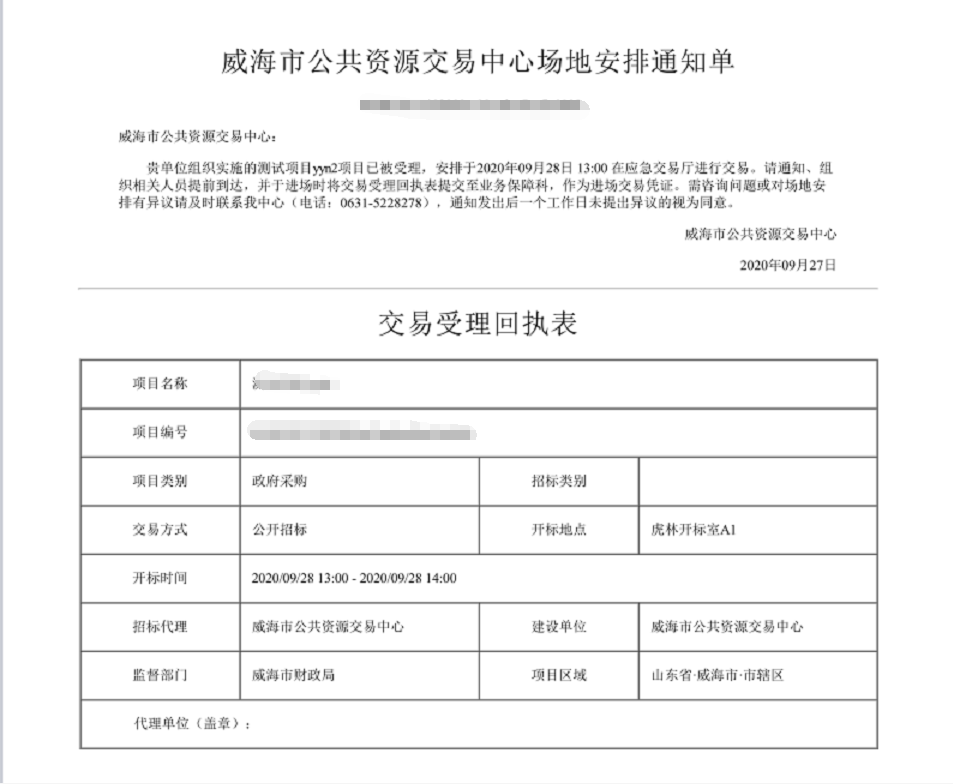 威海市公共资源交易中心场地安排通知单
威海市公共资源交易中心：
贵单位组织实施的测试项目yyn2项目已被受理，安排于2020年09月28日 13:00 在应急交易厅进行交易。请通知、组
织相关人员提前到达，并于进场时将交易受理回执表提交至业务保障科，作为进场交易凭证。需咨询问题或对场地安
排有异议请及时联系我中心（电话：0631-5228278），通知发出后一个工作日未提出异议的视为同意。
威海市公共资源交易中心
2020年09月27日
交易受理回执表
项目名称
项目编号
项目类别 政府采购 招标类别
交易方式 公开招标 开标地点 虎林开标室A1
开标时间 2020/09/28 13:00 - 2020/09/28 14:00
招标代理 威海市公共资源交易中心 建设单位 威海市公共资源交易中心
监督部门 威海市财政局 项目区域 山东省·威海市·市辖区
代理单位（盖章）：